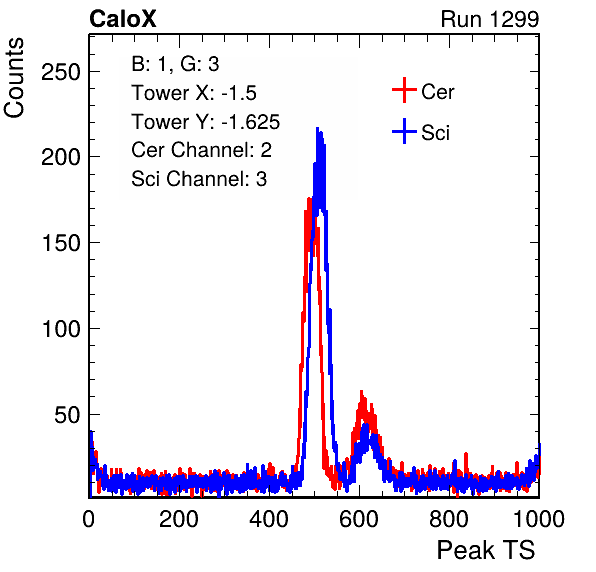 CaloX Run 1299
Counts
B: 1, G: 3
Tower X: -1.5
Tower Y: -1.625
Cer Channel: 2
Sci Channel: 3
Cer
Sci
250
200
150
100
50
0 200 400 600 800 1000
Peak TS